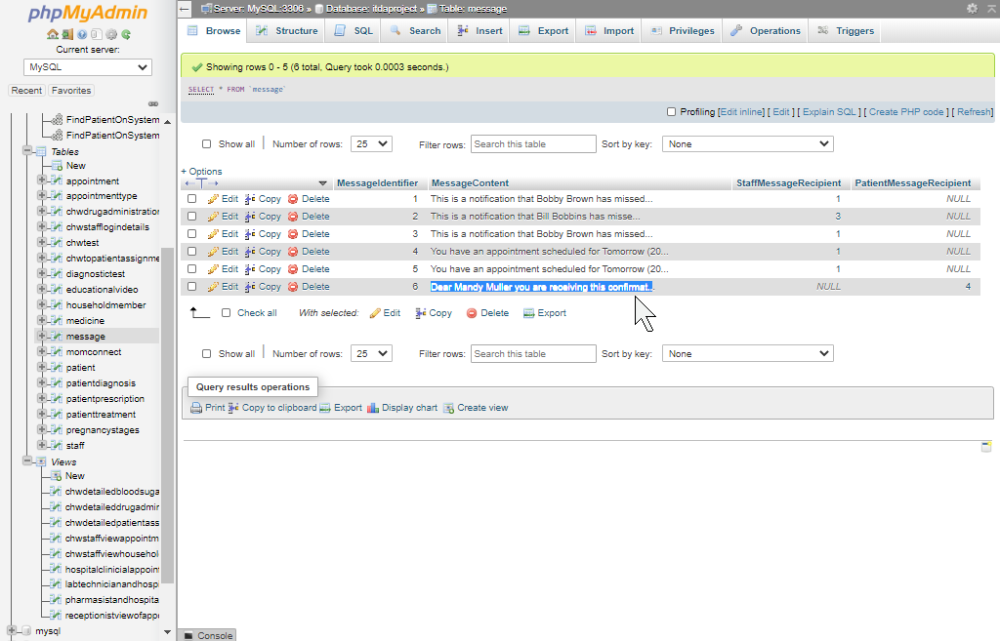 phpMyAdmin
Current server:
MySQL
Recent Favorites
FindPatientOnSystem
FindPatientOnSystem
Tables
New
appointment
appointmenttype
chwdrugadministration
chwstafflogindetails
chwtest
chwtopatientassignme
diagnostictest
educationalvideo
householdmember
medicine
message
momconnect
patient
patientdiagnosis
patientprescription
patienttreatment
pregnancystages
staff
Views
New
chwdetailedbloodsuga
chwdetaileddrugadmin
chwdetailedpatientass
chwstaffviewappointm
chwstaffviewhousehol
hospitalclinicialappoin
labtechnicianandhospi
pharmasistandhospita
receptionistviewofappo
mysql
Server: MySQL:3306 » Database: itdaproject » Table: message
Browse Structure SQL Search Insert Export Import Privileges Operations Triggers
Showing rows 0 - 5 (6 total, Query took 0.0003 seconds.)
SELECT * FROM `message`
Profiling [Edit inline] [ Edit ] [ Explain SQL ] [ Create PHP code ] [ Refresh]
Show all Number of rows: 25 Filter rows: Search this table Sort by key: None
+ Options
←T→ MessageIdentifier MessageContent StaffMessageRecipient PatientMessageRecipient
Edit Copy Delete 1 This is a notification that Bobby Brown has missed... 1 NULL
Edit Copy Delete 2 This is a notification that Bill Bobbins has misse... 3 NULL
Edit Copy Delete 3 This is a notification that Bobby Brown has missed... 1 NULL
Edit Copy Delete 4 You have an appointment scheduled for Tomorrow (20... 1 NULL
Edit Copy Delete 5 You have an appointment scheduled for Tomorrow (20... 1 NULL
Edit Copy Delete 6 Dear Mandy Muller you are receiving this confirmat... NULL 4
Check all With selected: Edit Copy Delete Export
Show all Number of rows: 25 Filter rows: Search this table Sort by key: None
Query results operations
Print Copy to clipboard Export Display chart Create view
Console